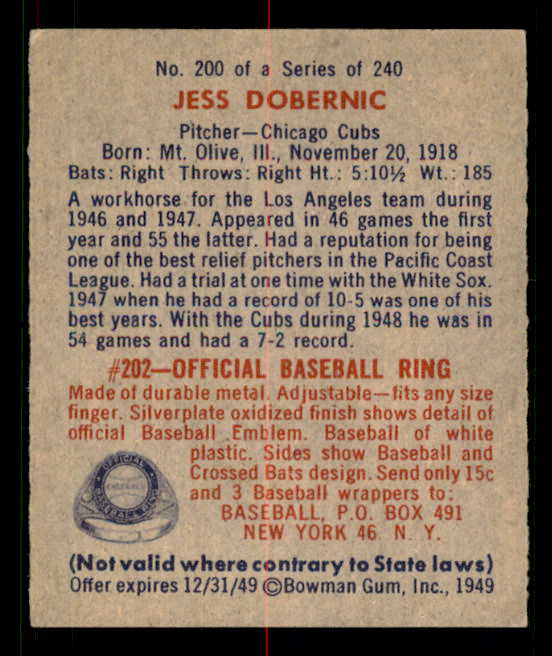 No. 200 of a Series of 240
JESS DOBERNIC
Pitcher—Chicago Cubs
Born: Mt. Olive, Ill., November 20, 1918
Bats: Right Throws: Right Ht.: 5:10½ Wt.: 185
A workhorse for the Los Angeles team during
1946 and 1947. Appeared in 46 games the first
year and 55 the latter. Had a reputation for being
one of the best relief pitchers in the Pacific Coast
League. Had a trial at one time with the White Sox.
1947 when he had a record of 10-5 was one of his
best years. With the Cubs during 1948 he was in
54 games and had a 7-2 record.
#202—OFFICIAL BASEBALL RING
Made of durable metal. Adjustable—fits any size
finger. Silverplate oxidized finish shows detail of
official Baseball Emblem. Baseball of white
plastic. Sides show Baseball and
Crossed Bats design. Send only 15c
and 3 Baseball wrappers to:
BASEBALL, P.O. BOX 491
NEW YORK 46, N. Y.
OFFICIAL
BASEBALL RING
(Not valid where contrary to State laws)
Offer expires 12/31/49 ©Bowman Gum, Inc., 1949